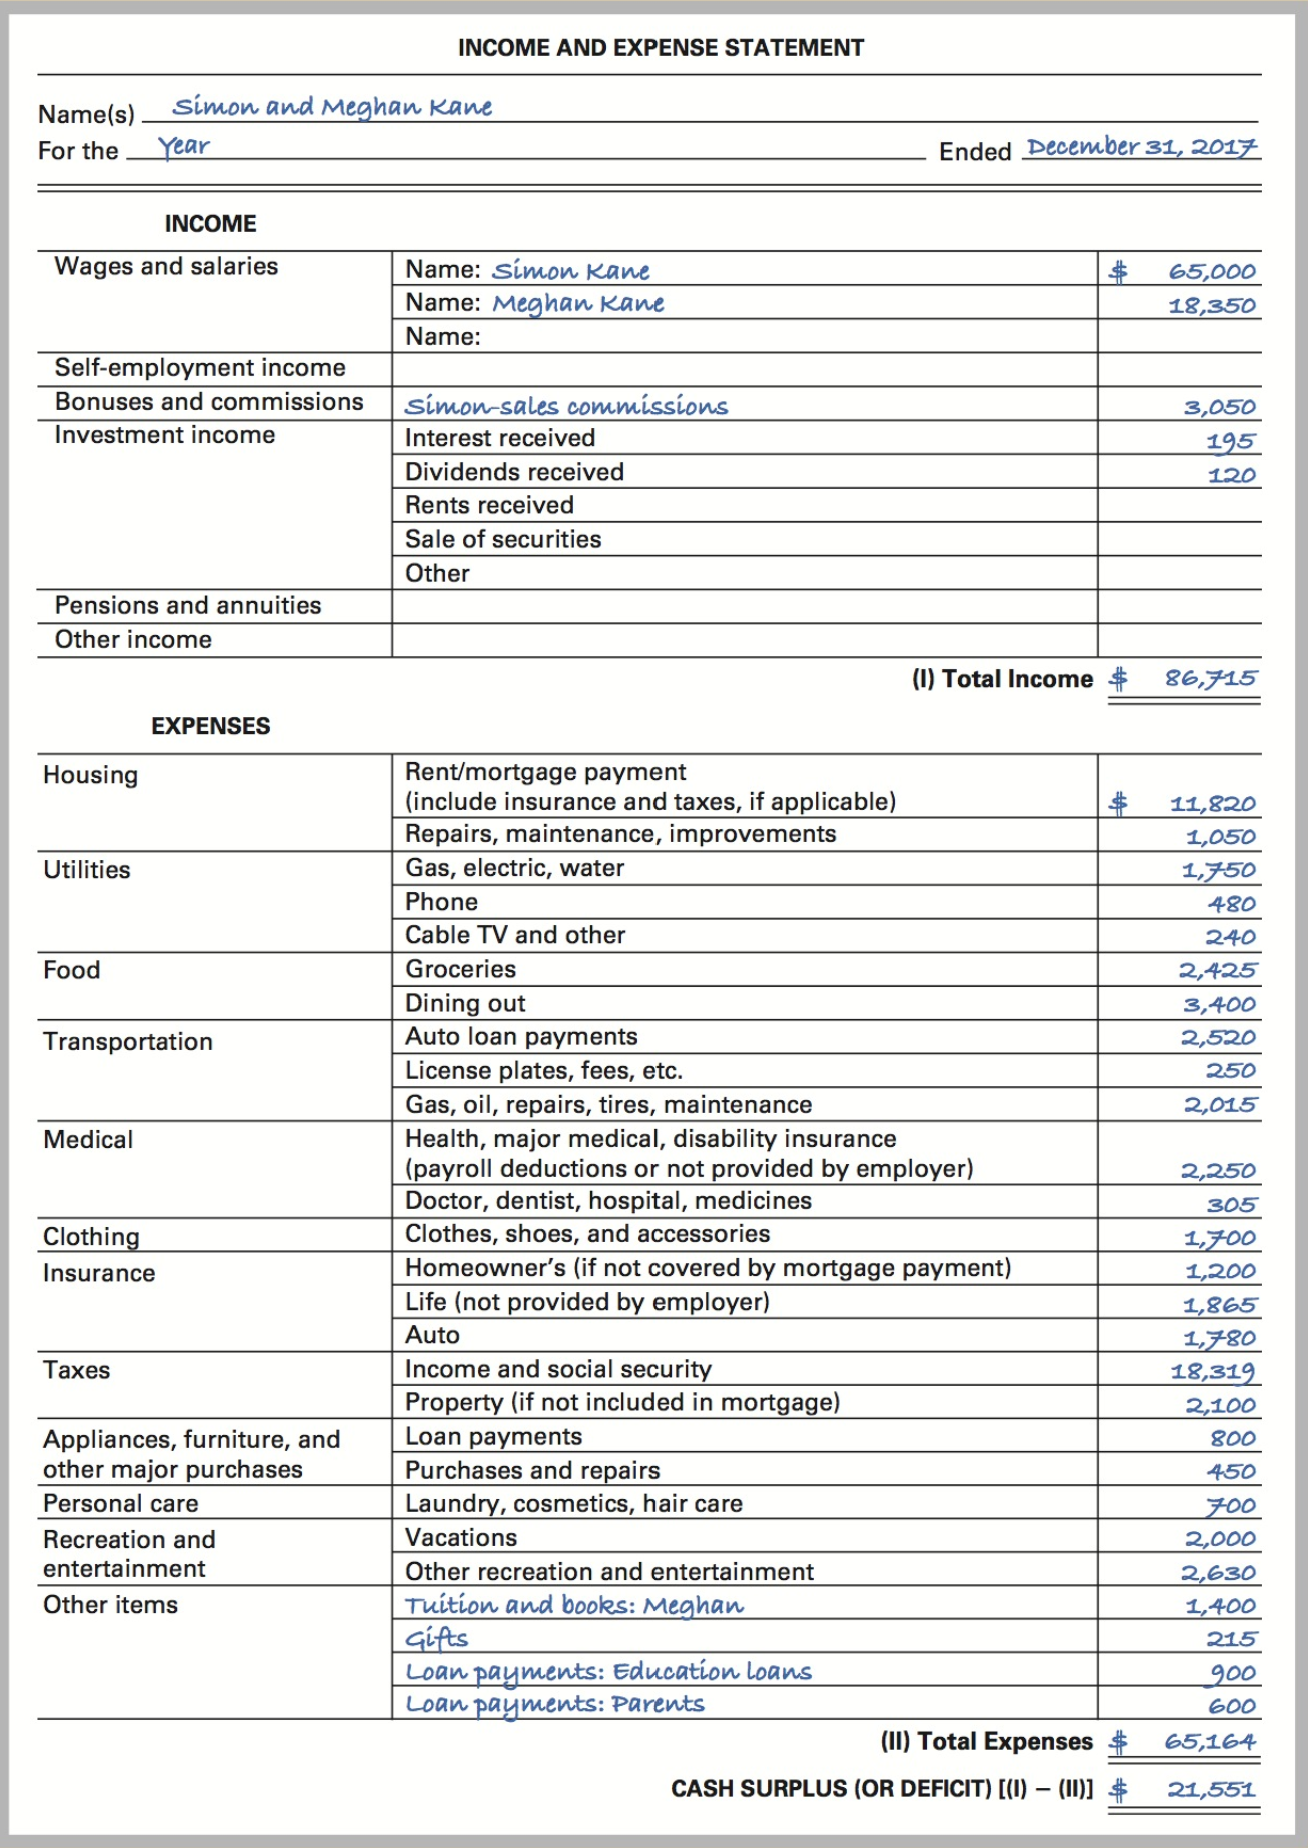 INCOME AND EXPENSE STATEMENT
Name(s) Simon and Meghan Kane
For the Year Ended December 31, 2017
INCOME
Wages and salaries Name: Simon Kane $ 65,000
Name: Meghan Kane 18,350
Name:
Self-employment income
Bonuses and commissions Simon-sales commissions 3,050
Investment income Interest received 195
Dividends received 120
Rents received
Sale of securities
Other
Pensions and annuities
Other income
(I) Total Income $ 86,715
EXPENSES
Housing Rent/mortgage payment
(include insurance and taxes, if applicable) $ 11,820
Repairs, maintenance, improvements 1,050
Utilities Gas, electric, water 1,750
Phone 480
Cable TV and other 240
Food Groceries 2,425
Dining out 3,400
Transportation Auto loan payments 2,520
License plates, fees, etc. 250
Gas, oil, repairs, tires, maintenance 2,015
Medical Health, major medical, disability insurance
(payroll deductions or not provided by employer) 2,250
Doctor, dentist, hospital, medicines 305
Clothing Clothes, shoes, and accessories 1,700
Insurance Homeowner’s (if not covered by mortgage payment) 1,200
Life (not provided by employer) 1,865
Auto 1,780
Taxes Income and social security 18,319
Property (if not included in mortgage) 2,100
Appliances, furniture, and Loan payments 800
other major purchases Purchases and repairs 450
Personal care Laundry, cosmetics, hair care 700
Recreation and Vacations 2,000
entertainment Other recreation and entertainment 2,630
Other items Tuition and books: Meghan 1,400
Gifts 215
Loan payments: Education loans 900
Loan payments: Parents 600
(II) Total Expenses $ 65,164
CASH SURPLUS (OR DEFICIT) [(I) – (II)] $ 21,551